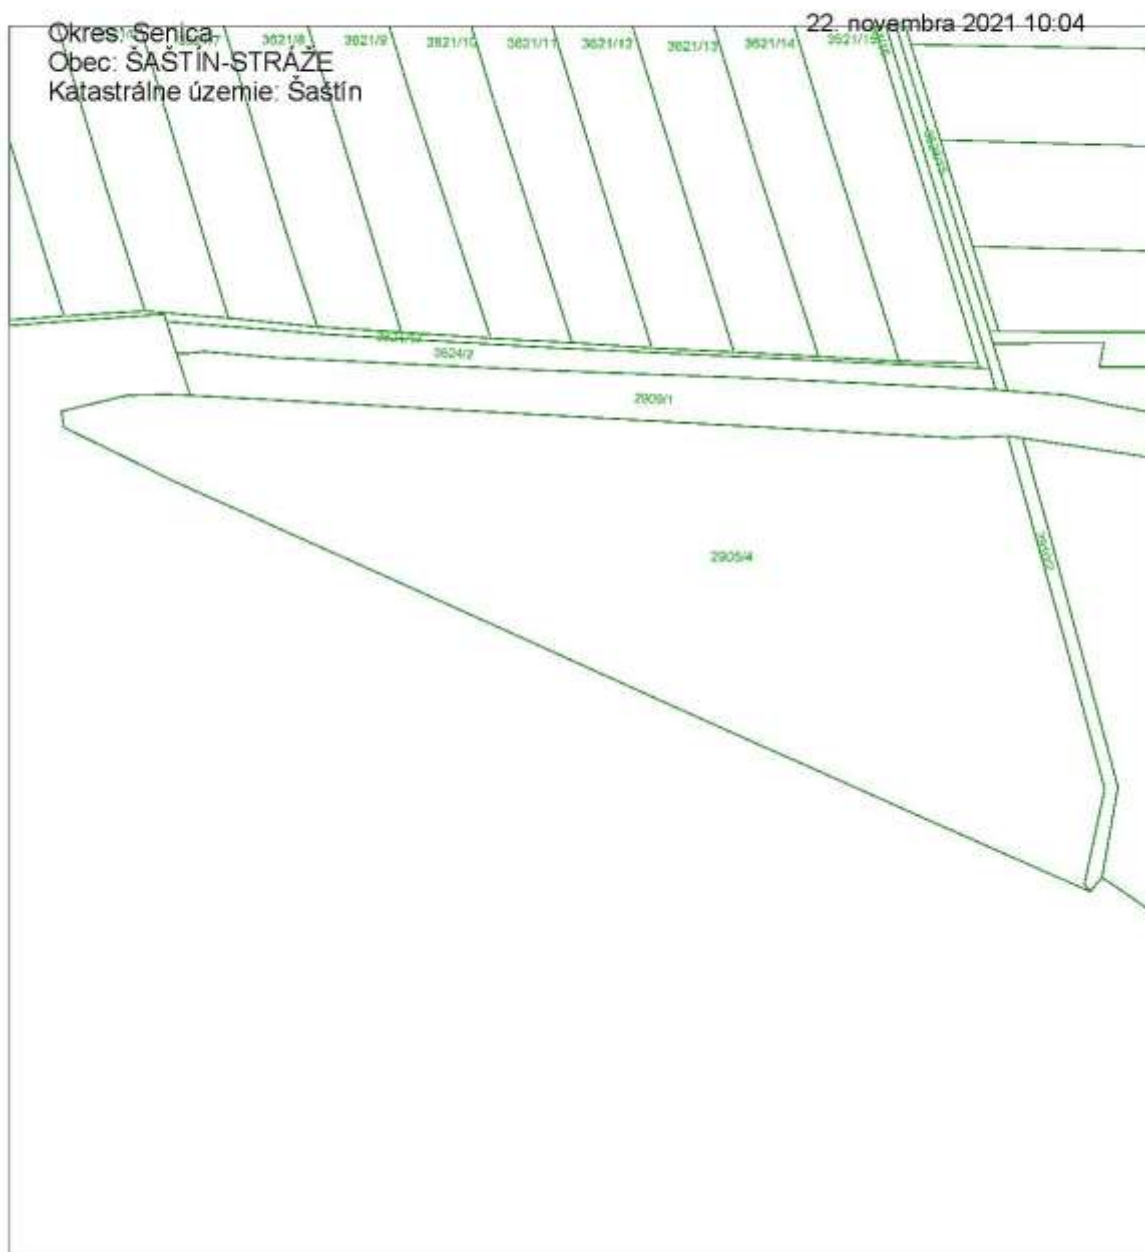 22. novembra 2021 10:04
Okres: Senica
Obec: ŠAŠTÍN-STRÁŽE
Katastrálne územie: Šaštín
3621/8
3621/9
3621/10
3621/11
3621/12
3621/13
3621/14
3624/2
2909/1
2905/4